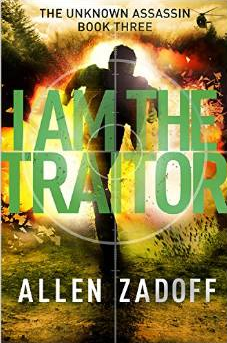 THE UNKNOWN ASSASSIN
BOOK THREE
I AM THE
TRAITOR
ALLEN ZADOFF